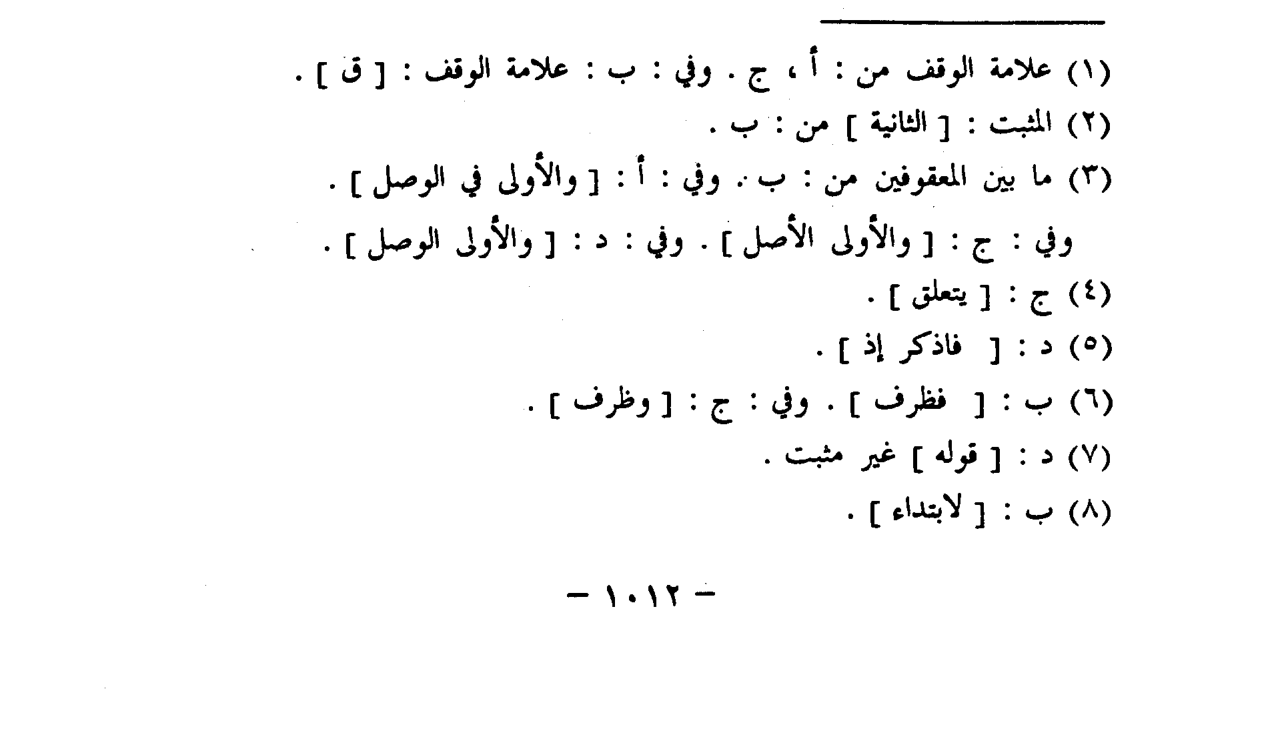 (١) علامة الوقف من : أ ، ج . وفي : ب : علامة الوقف : [ ق ] .
(٢) المثبت : [ الثانية ] من : ب .
(٣) ما بين المعقوفين من : ب . وفي : أ : [ والأولى في الوصل ] .
وفي : ج : [ والأولى الأصل ] . وفي : د : [ والأولى الوصل ] .
(٤) ج : [ يتعلق ] .
(٥) د : [ فاذكر إذ ] .
(٦) ب : [ فظرف ] . وفي : ج : [ وظرف ] .
(٧) د : [ قوله ] غير مثبت .
(٨) ب : [ لابتداء ] .
– ١٠١٢ –